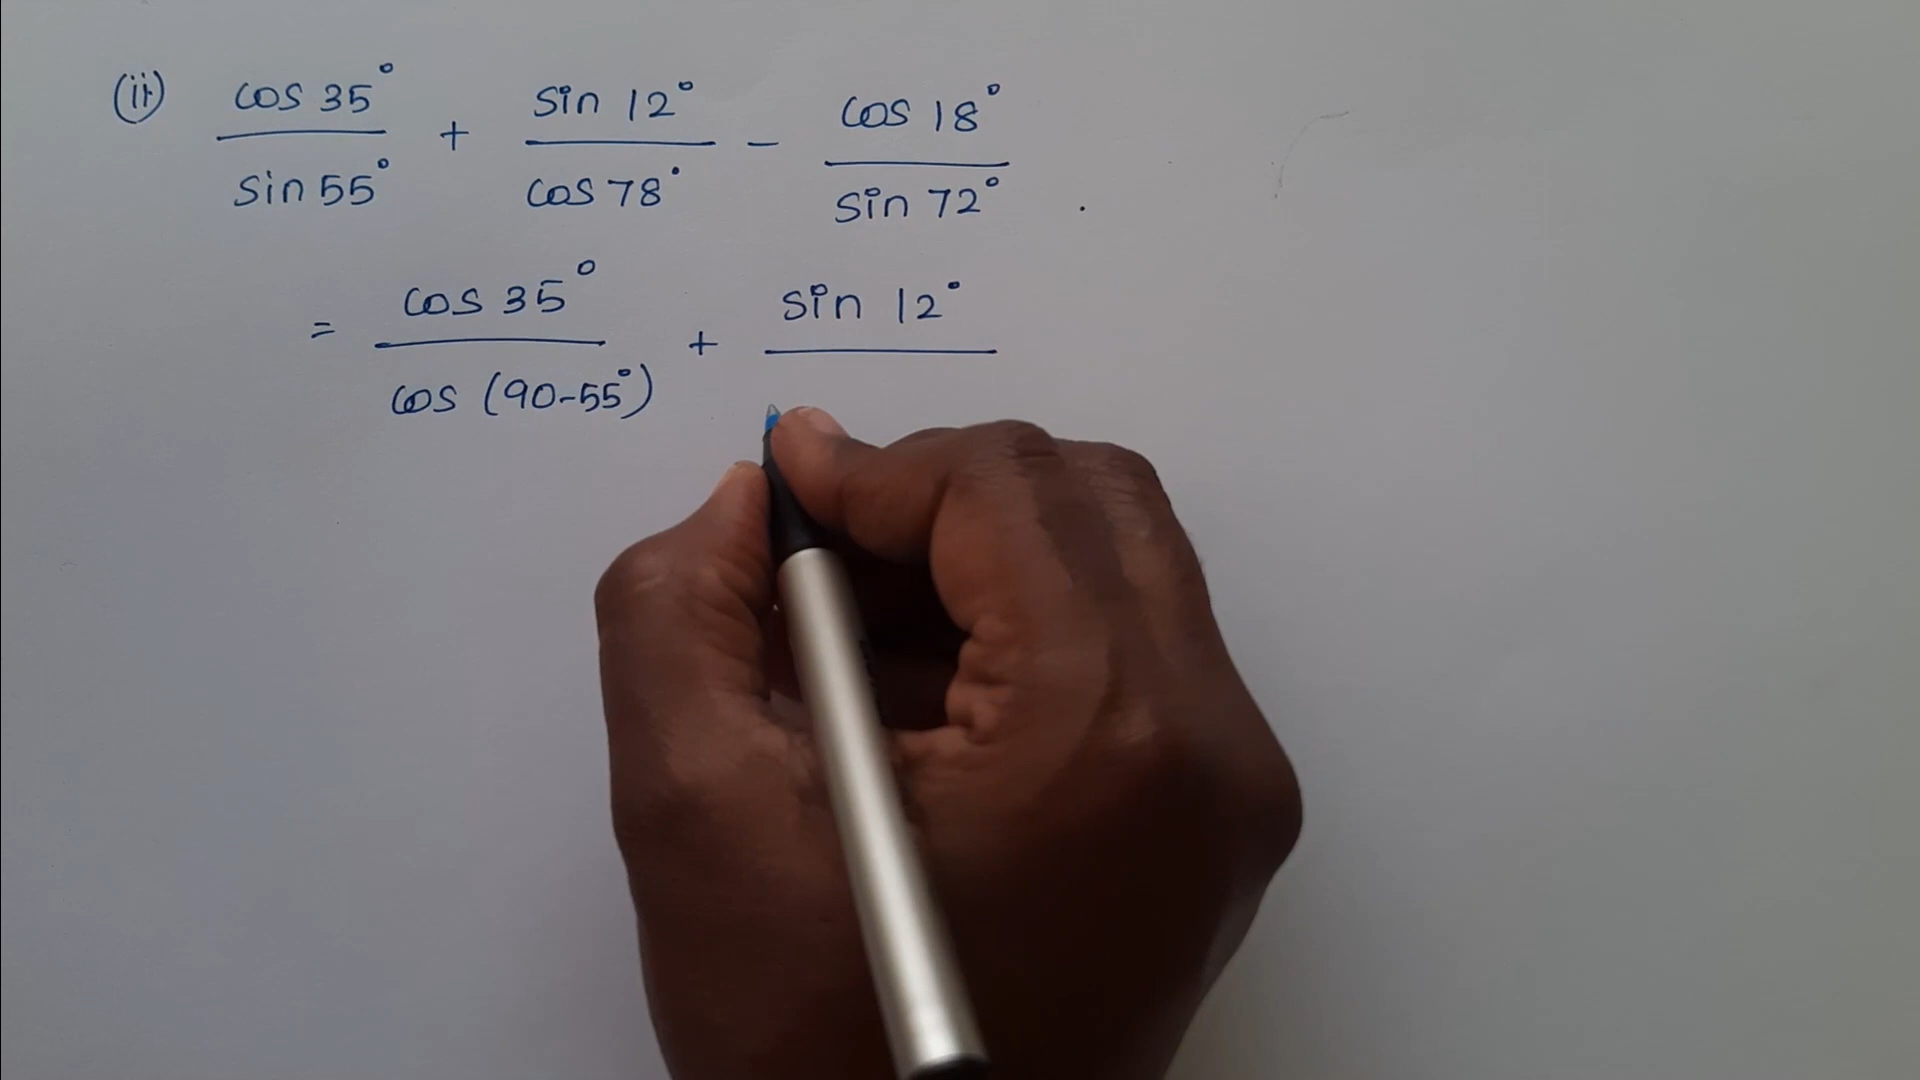 (ii) cos 35° / sin 55° + sin 12° / cos 78° - cos 18° / sin 72° .
= cos 35° / cos (90-55°) + sin 12° /